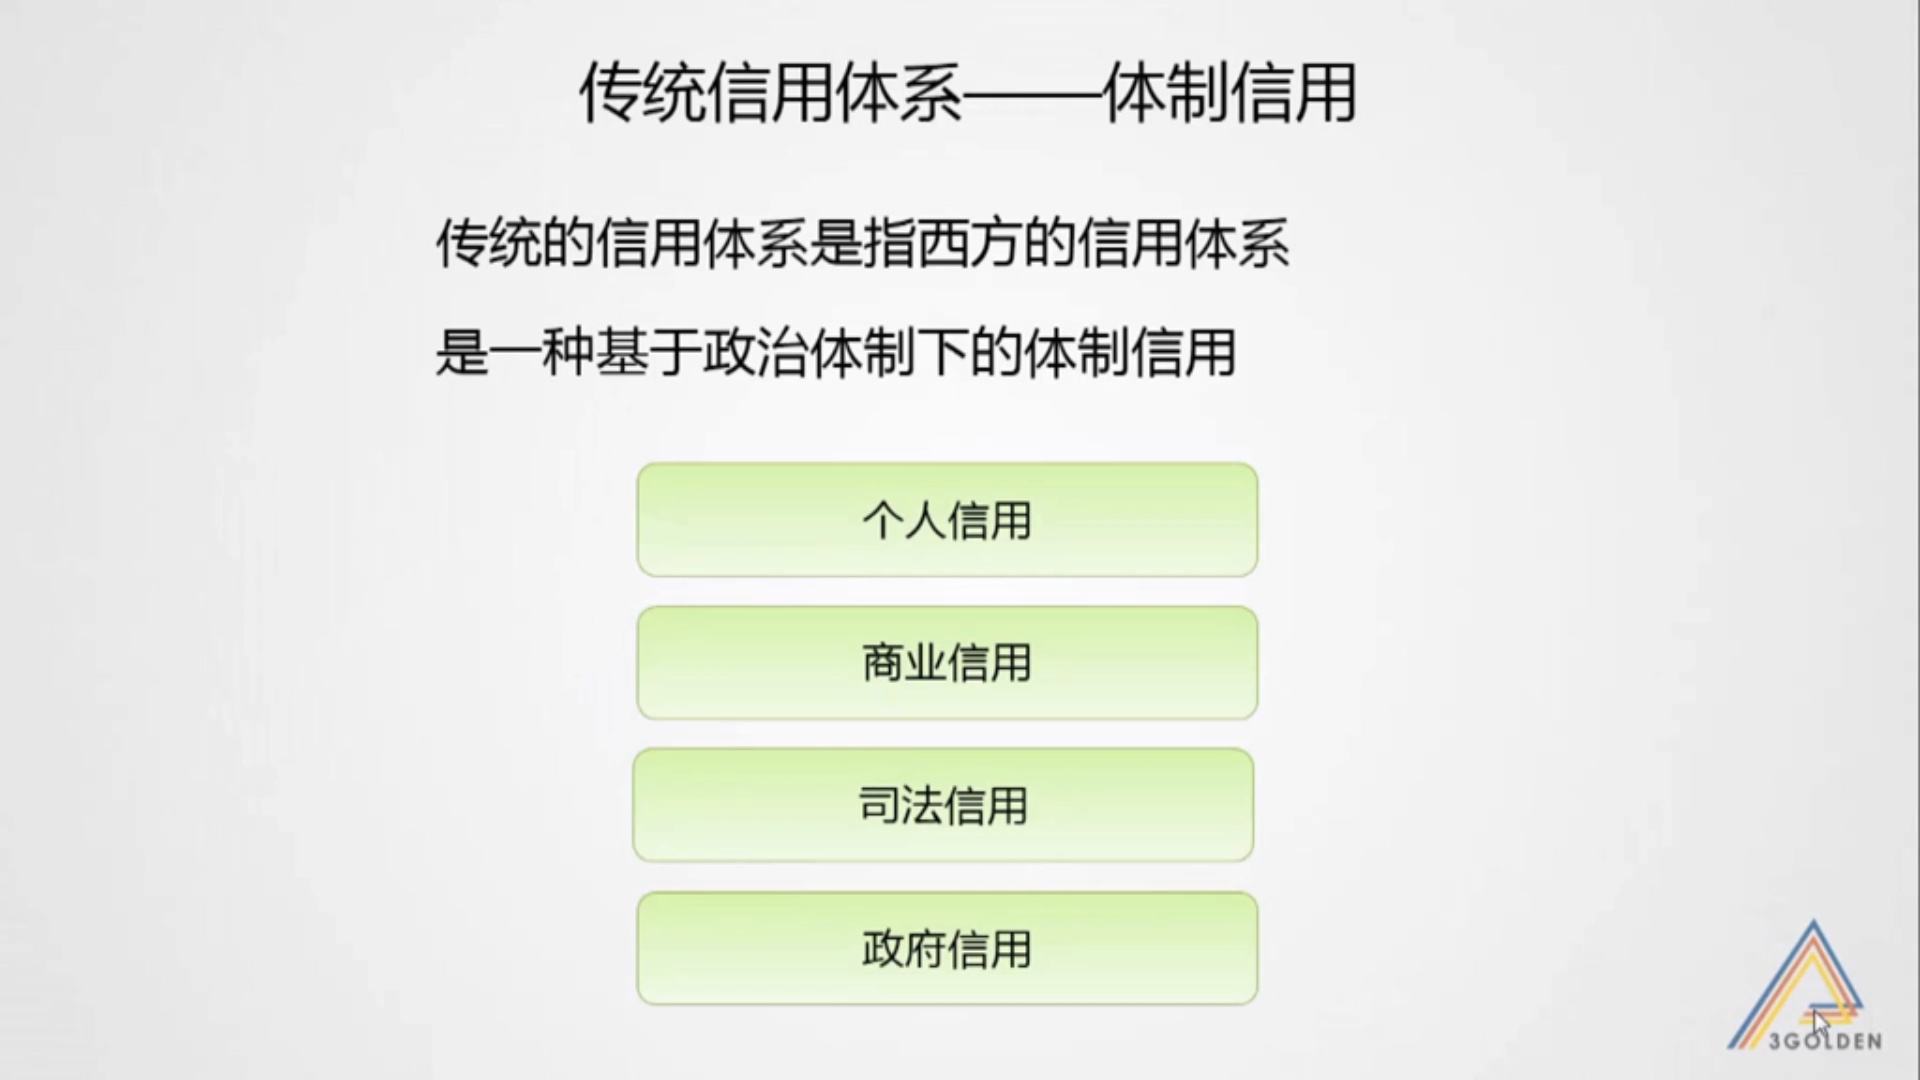 传统信用体系——体制信用
传统的信用体系是指西方的信用体系
是一种基于政治体制下的体制信用
个人信用
商业信用
司法信用
政府信用
3GOLDEN